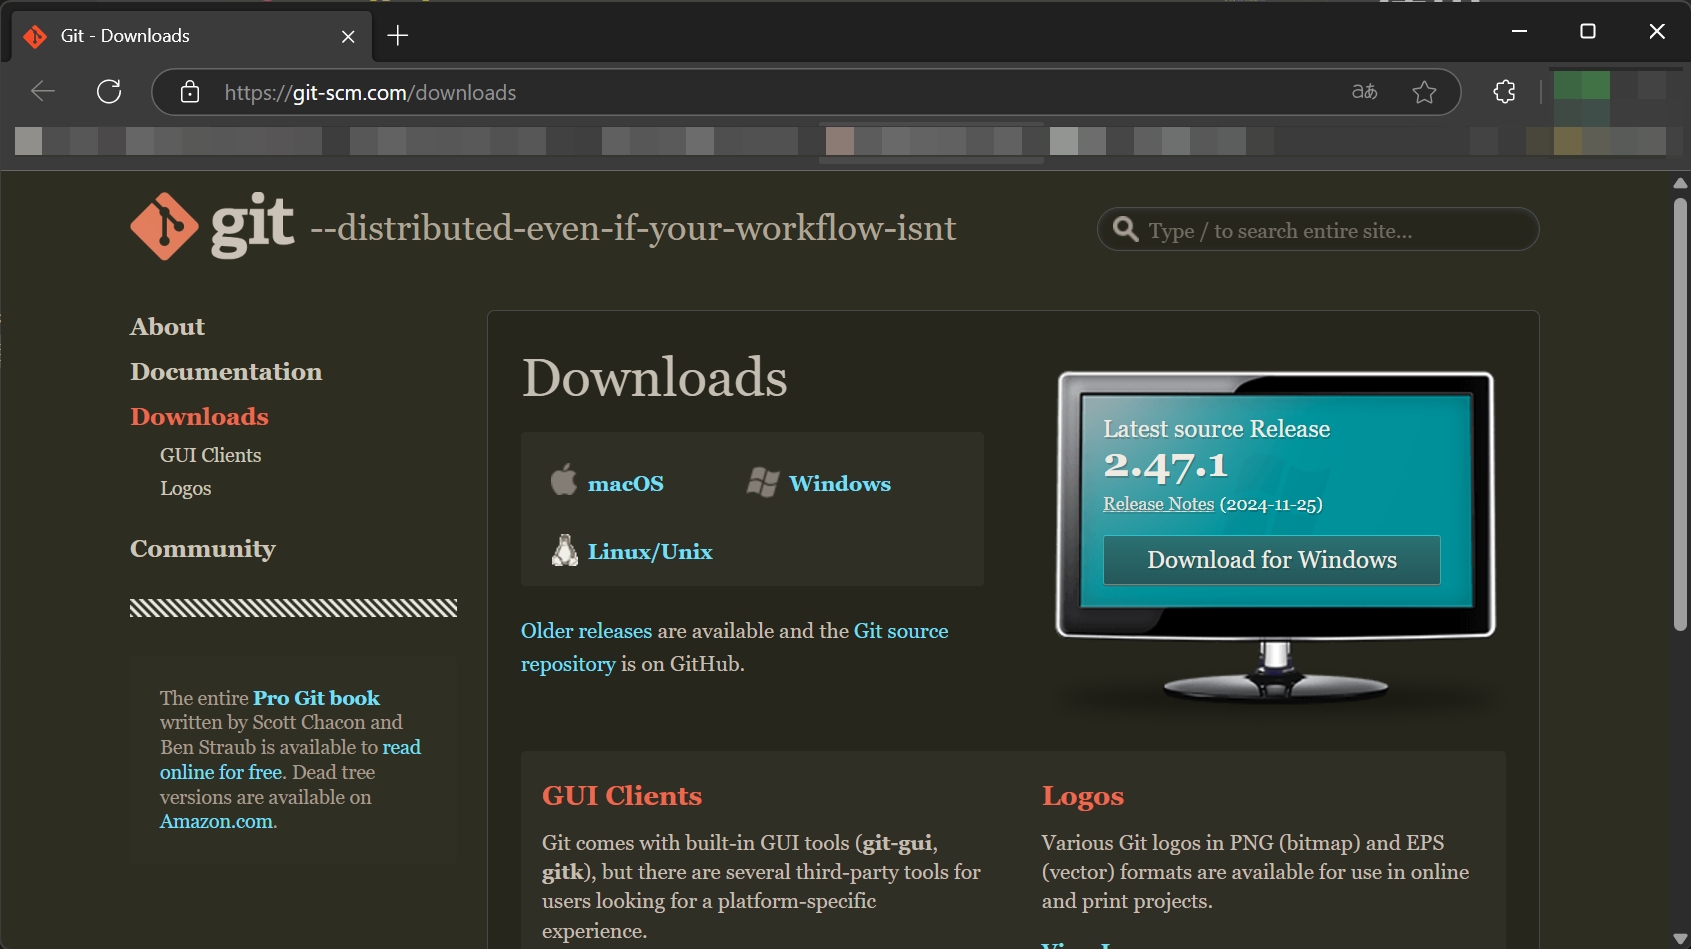 Git - Downloads
https://git-scm.com/downloads
aあ
git --distributed-even-if-your-workflow-isnt
Type / to search entire site...
About
Documentation
Downloads
GUI Clients
Logos
Community
The entire Pro Git book
written by Scott Chacon and
Ben Straub is available to read
online for free. Dead tree
versions are available on
Amazon.com.
Downloads
macOS
Windows
Linux/Unix
Older releases are available and the Git source
repository is on GitHub.
Latest source Release
2.47.1
Release Notes (2024-11-25)
Download for Windows
GUI Clients
Git comes with built-in GUI tools (git-gui,
gitk), but there are several third-party tools for
users looking for a platform-specific
experience.
Logos
Various Git logos in PNG (bitmap) and EPS
(vector) formats are available for use in online
and print projects.